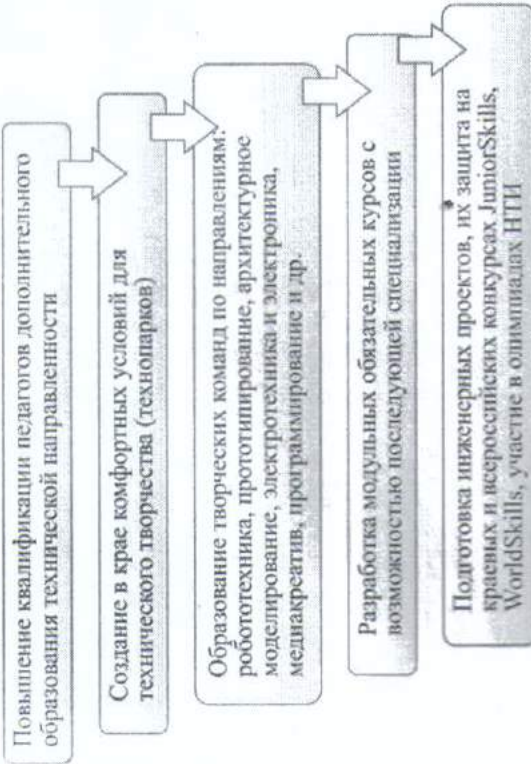 Повышение квалификации педагогов дополнительного
образования технической направленности
Создание в крае комфортных условий для
технического творчества (технопарков)
Образование творческих команд по направлениям:
робототехника, прототипирование, архитектурное
моделирование, электротехника и электроника,
медиакреатив, программирование и др.
Разработка модульных обязательных курсов с
возможностью последующей специализации
Подготовка инженерных проектов, их защита на
краевых и всероссийских конкурсах JuniorSkills,
WorldSkills, участие в олимпиадах НТИ